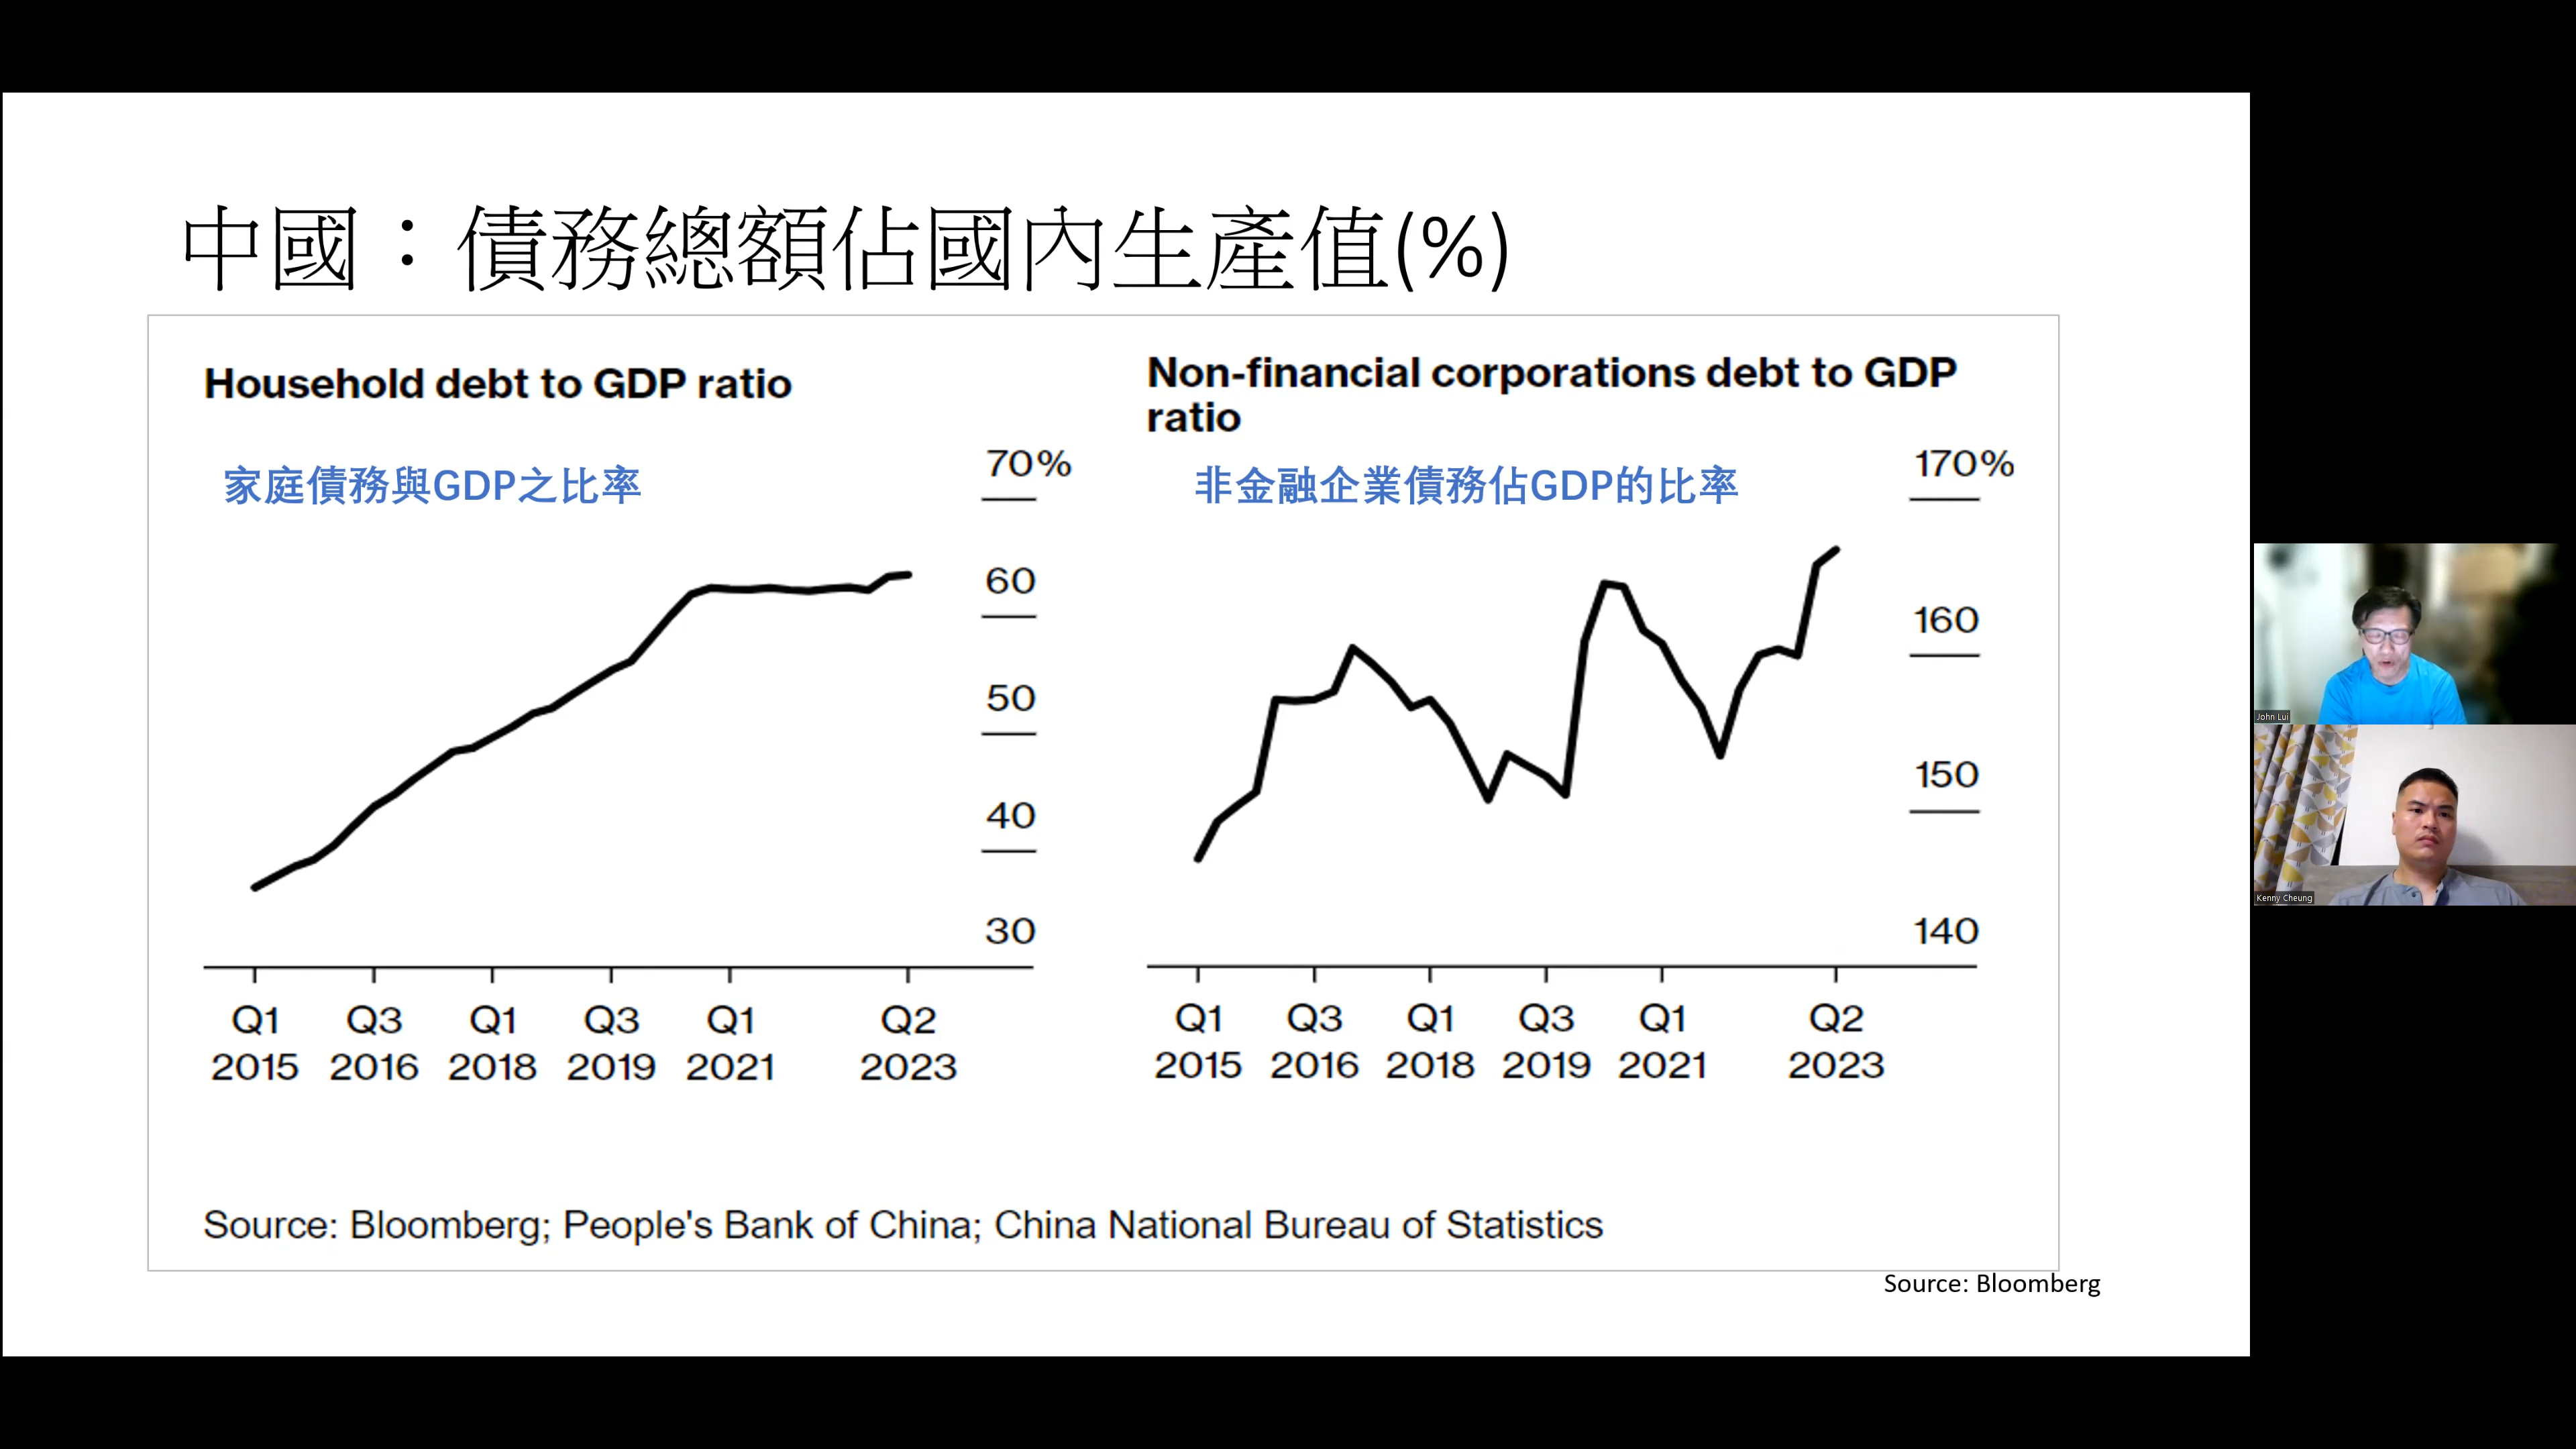 中國：債務總額佔國內生產值(%)
Household debt to GDP ratio
家庭債務與GDP之比率
70%
60
50
40
30
Q1 Q3 Q1 Q3 Q1 Q2
2015 2016 2018 2019 2021 2023
Non-financial corporations debt to GDP
ratio
非金融企業債務佔GDP的比率
170%
160
150
140
Q1 Q3 Q1 Q3 Q1 Q2
2015 2016 2018 2019 2021 2023
Source: Bloomberg; People's Bank of China; China National Bureau of Statistics
Source: Bloomberg
John Lui
Kenny Cheung